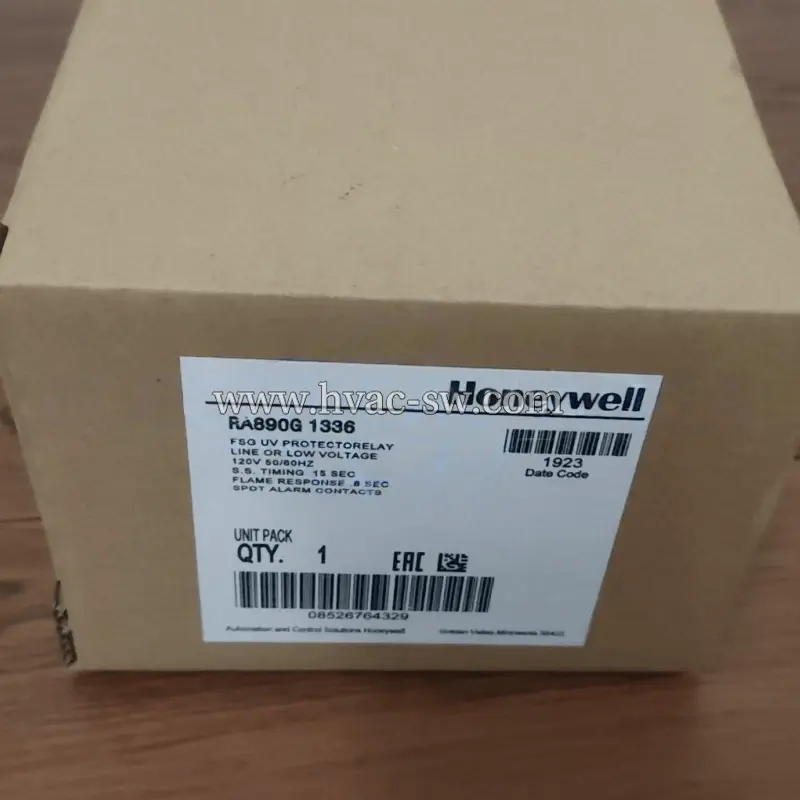 Honeywell
www.hvac-sw.com
RA890G 1336
FSG UV PROTECTORELAY
LINE OR LOW VOLTAGE
120V 50/60HZ
S.S. TIMING 15 SEC
FLAME RESPONSE .8 SEC
SPOT ALARM CONTACTS
1923
Date Code
UNIT PACK
QTY. 1
EAC
08526764329
Automation and Control Solutions Honeywell
Golden Valley, Minnesota